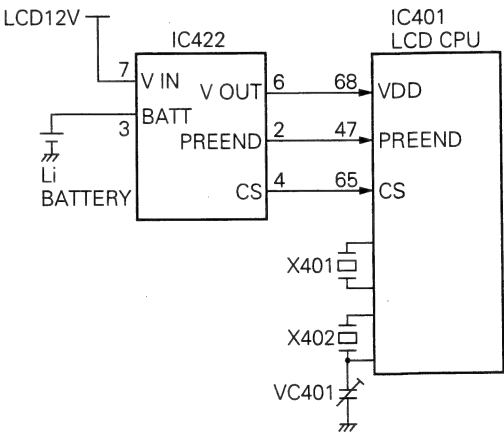 LCD12V
IC422
IC401
LCD CPU
7
V IN
V OUT
6
68
VDD
3
BATT
PREEND
2
47
PREEND
Li
BATTERY
CS
4
65
CS
X401
X402
VC401